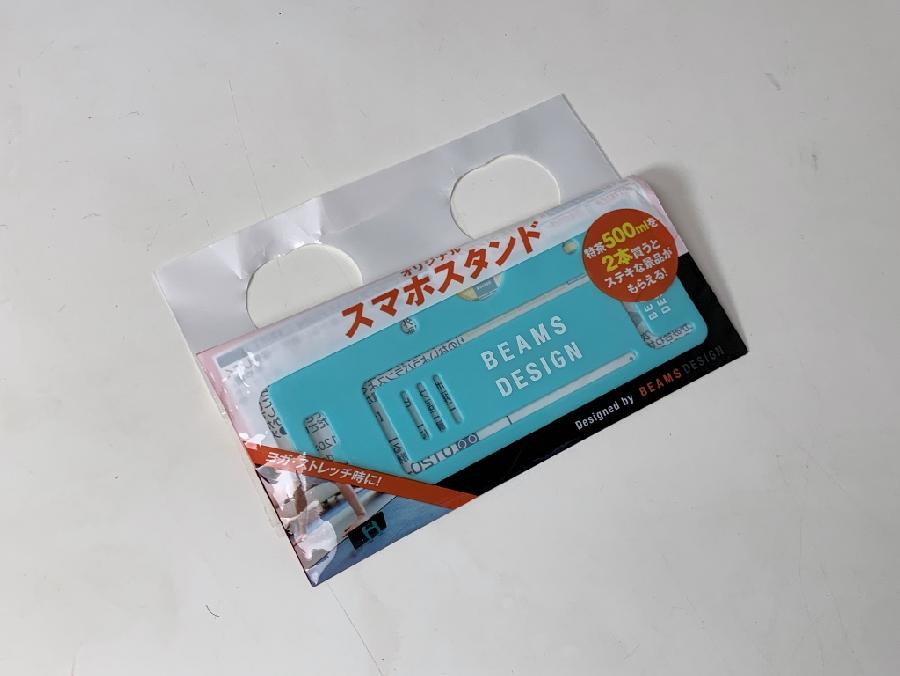 オリジナル
スマホスタンド
特茶500mlを
2本買うと
ステキな景品が
もらえる!
BEAMS
DESIGN
BE
DE
Designed by BEAMS DESIGN
ヨガ・ストレッチ時に!